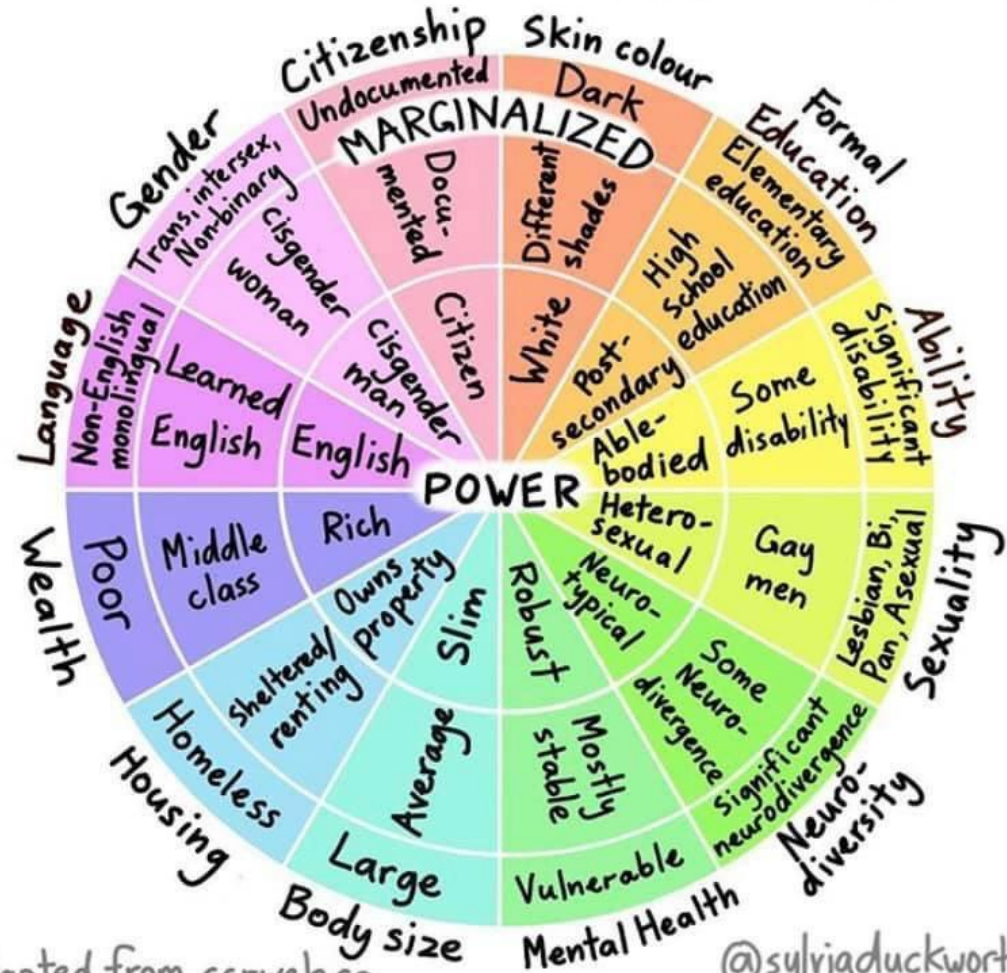 Citizenship
Undocumented
Docu-
mented
Citizen
Skin colour
Dark
Different
shades
White
Formal
Education
Elementary
education
High
School
education
Post-
secondary
Ability
Significant
disability
Some
disability
Able-
bodied
Sexuality
Lesbian, Bi,
Pan, Asexual
Gay
men
Hetero-
sexual
Neuro-
diversity
Significant
neurodivergence
Some
Neuro-
divergence
Neuro-
typical
Mental Health
Vulnerable
Mostly
stable
Robust
Body size
Large
Average
Slim
Housing
Homeless
Sheltered/
renting
Owns
property
Wealth
Poor
Middle
class
Rich
Language
Non-English
monolingual
Learned
English
English
Gender
Trans, intersex,
Non-binary
Cisgender
woman
Cisgender
man
MARGINALIZED
POWER
from
@sylviaduckwort